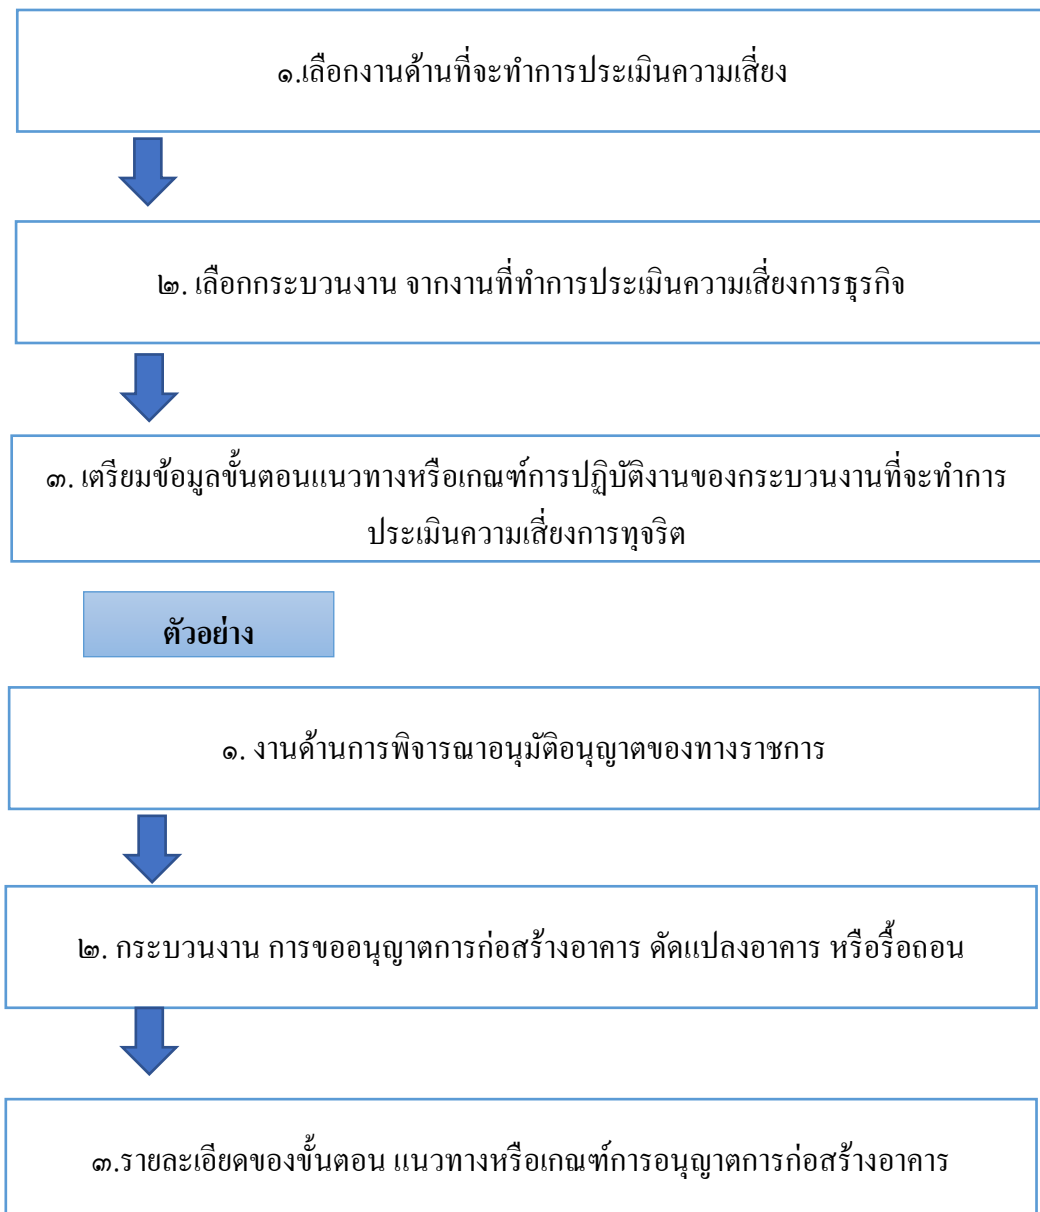 ๑.เลือกงานด้านที่จะทำการประเมินความเสี่ยง
๒. เลือกกระบวนงาน จากงานที่ทำการประเมินความเสี่ยงการธุรกิจ
๓. เตรียมข้อมูลขั้นตอนแนวทางหรือเกณฑ์การปฏิบัติงานของกระบวนงานที่จะทำการ
ประเมินความเสี่ยงการทุจริต
ตัวอย่าง
๑. งานด้านการพิจารณาอนุมัติอนุญาตของทางราชการ
๒. กระบวนงาน การขออนุญาตการก่อสร้างอาคาร ดัดแปลงอาคาร หรือรื้อถอน
๓.รายละเอียดของขั้นตอน แนวทางหรือเกณฑ์การอนุญาตการก่อสร้างอาคาร